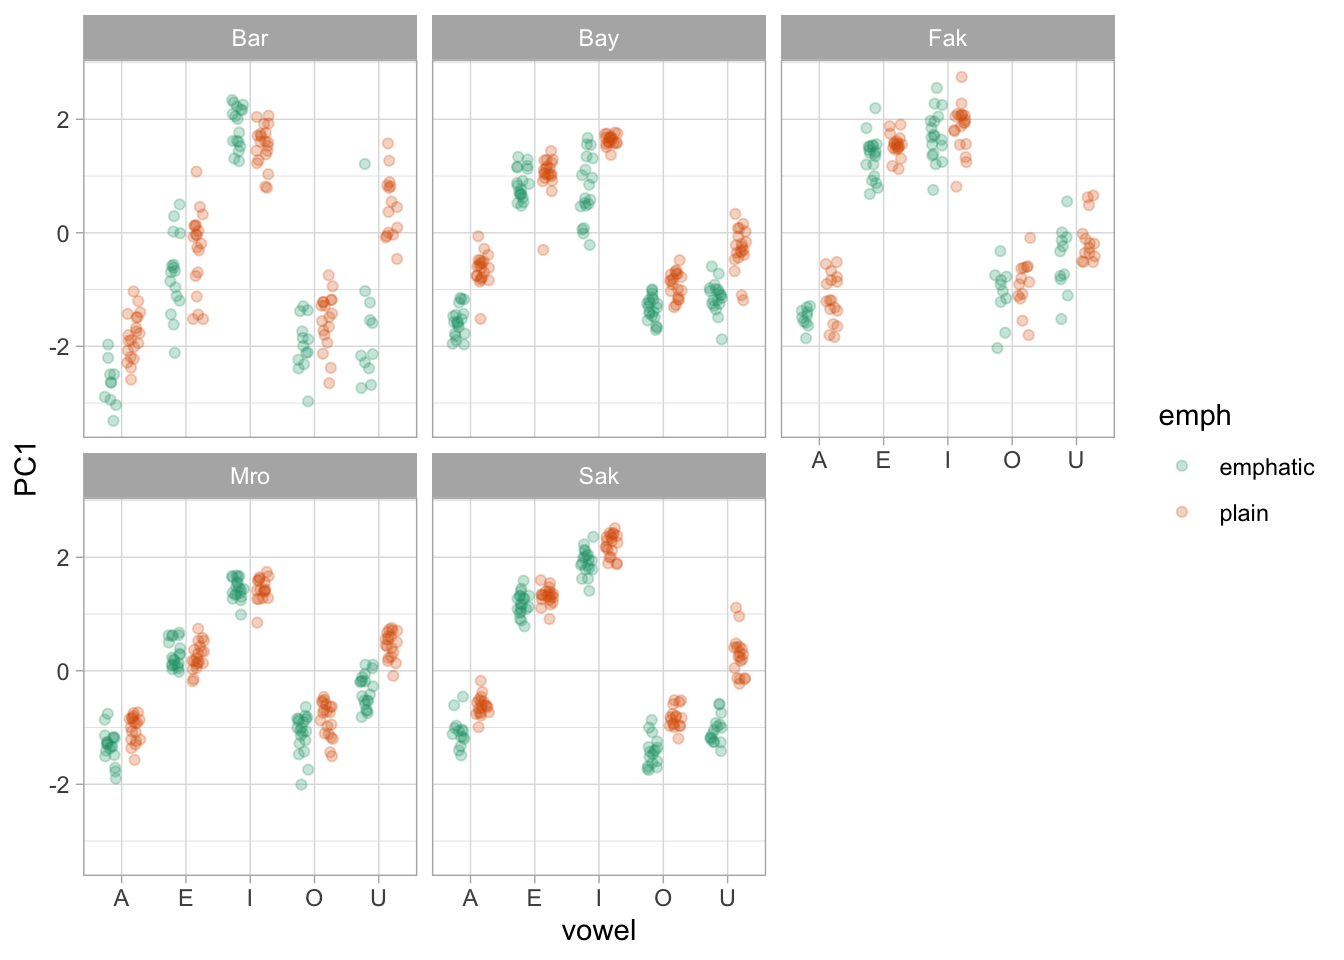 Bar Bay Fak
2
0
-2
A E I O U
Mro Sak
2
0
-2
A E I O U A E I O U
vowel
PC1
emph
emphatic
plain